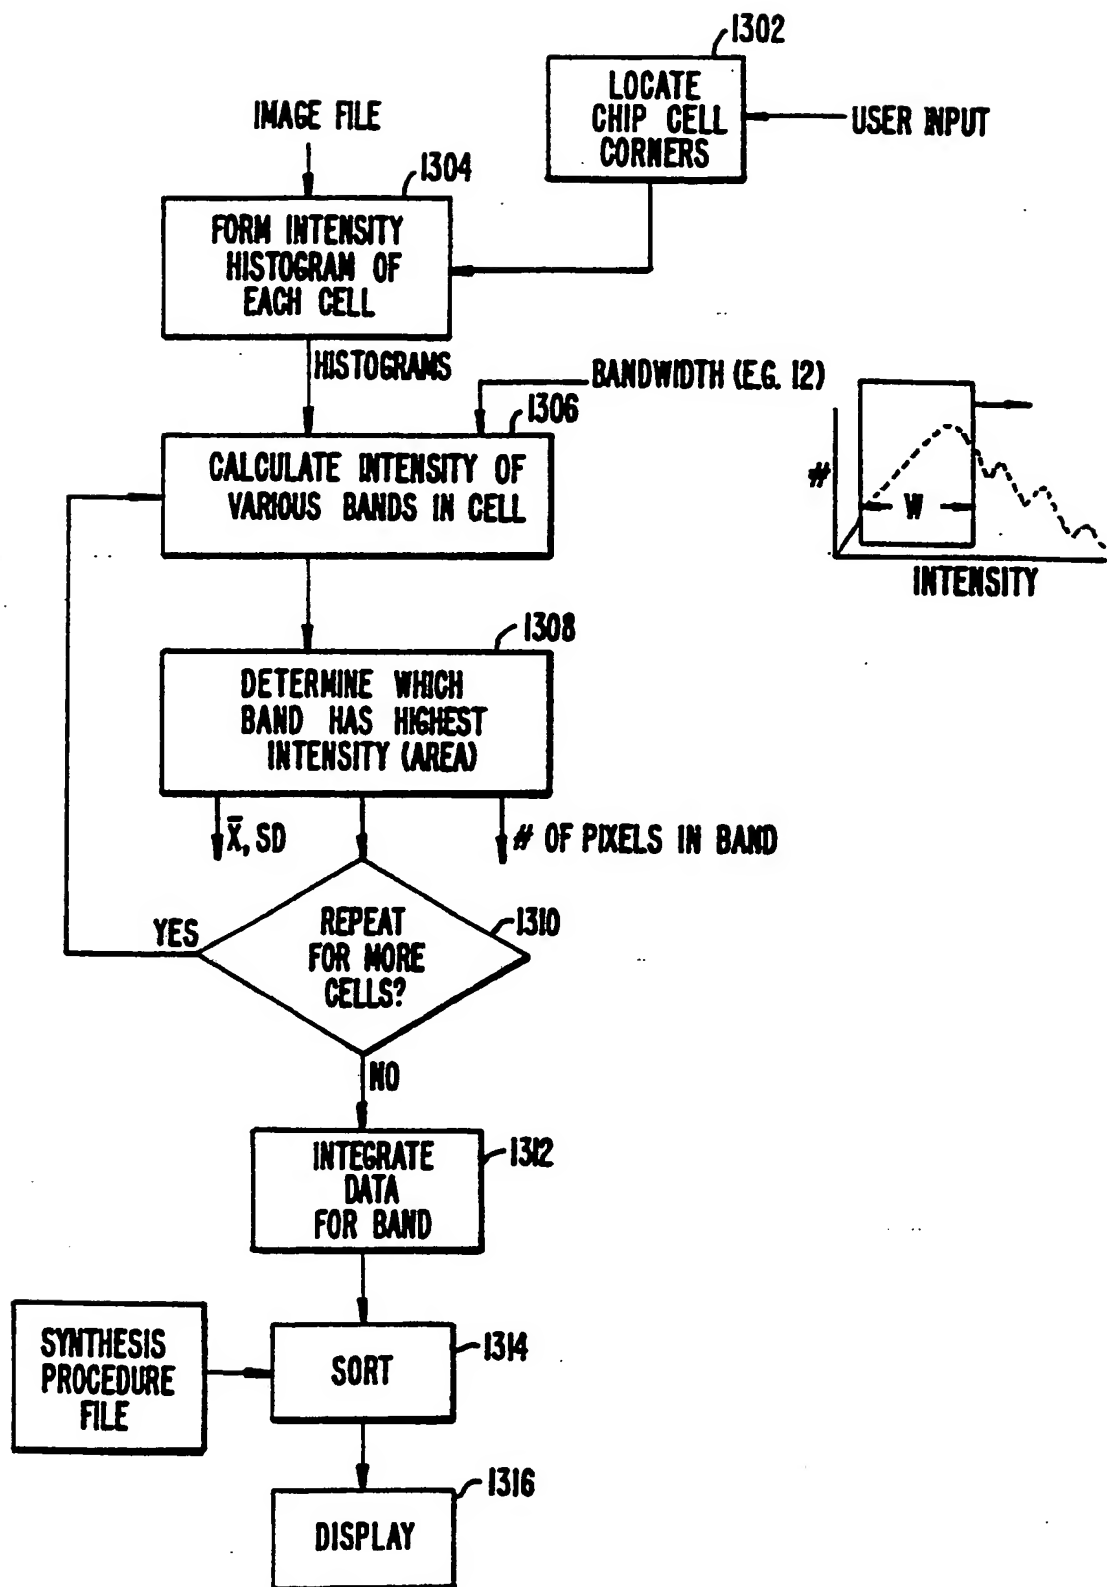 1302
LOCATE
CHIP CELL
CORNERS
USER INPUT
IMAGE FILE
1304
FORM INTENSITY
HISTOGRAM OF
EACH CELL
HISTOGRAMS
BANDWIDTH (E.G. 12)
1306
CALCULATE INTENSITY OF
VARIOUS BANDS IN CELL
#
W
INTENSITY
1308
DETERMINE WHICH
BAND HAS HIGHEST
INTENSITY (AREA)
X̄, SD
# OF PIXELS IN BAND
1310
YES
REPEAT
FOR MORE
CELLS?
NO
1312
INTEGRATE
DATA
FOR BAND
SYNTHESIS
PROCEDURE
FILE
1314
SORT
1316
DISPLAY